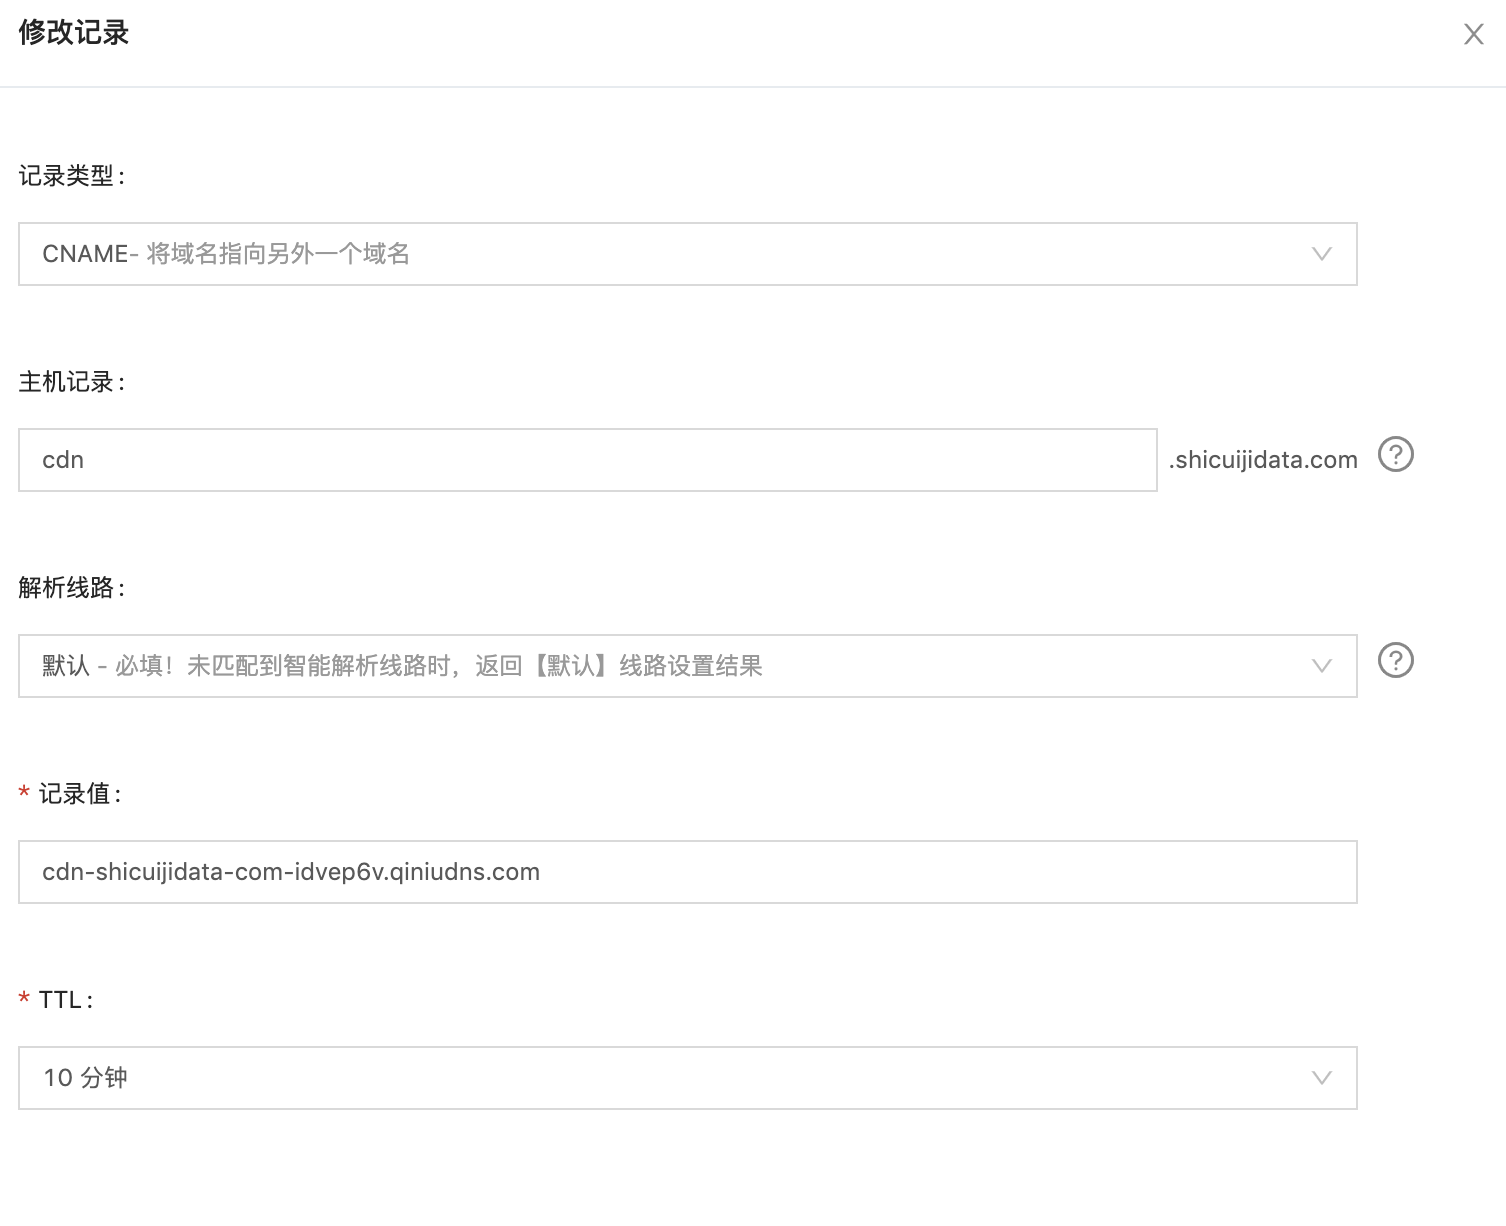 修改记录
记录类型:
CNAME- 将域名指向另外一个域名
主机记录:
cdn
.shicuijidata.com
解析线路:
默认 - 必填！未匹配到智能解析线路时，返回【默认】线路设置结果
* 记录值:
cdn-shicuijidata-com-idvep6v.qiniudns.com
* TTL:
10 分钟